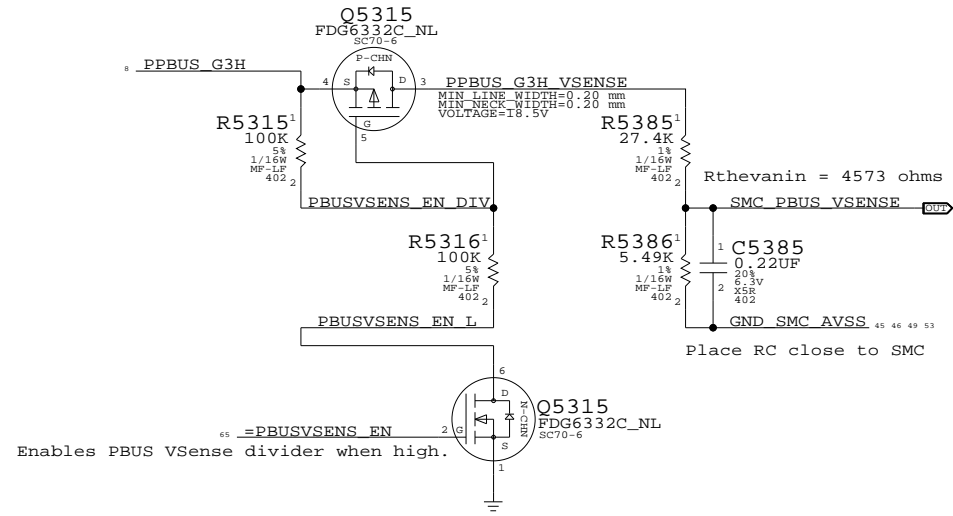 Q5315
FDG6332C_NL
SC70-6
P-CHN
8 PPBUS_G3H
4 S D 3
G
5
PPBUS_G3H_VSENSE
MIN_LINE_WIDTH=0.20 mm
MIN_NECK_WIDTH=0.20 mm
VOLTAGE=18.5V
R5315
1
100K
5%
1/16W
MF-LF
402
2
R5385
1
27.4K
1%
1/16W
MF-LF
402
2
Rthevanin = 4573 ohms
PBUSVSENS_EN_DIV
SMC_PBUS_VSENSE
OUT
R5316
1
100K
5%
1/16W
MF-LF
402
2
R5386
1
5.49K
1%
1/16W
MF-LF
402
2
1
C5385
0.22UF
20%
6.3V
X5R
402
2
PBUSVSENS_EN_L
GND_SMC_AVSS 45 46 49 53
Place RC close to SMC
6
D
N-CHN
Q5315
FDG6332C_NL
SC70-6
65 =PBUSVSENS_EN
2 G
S
1
Enables PBUS VSense divider when high.